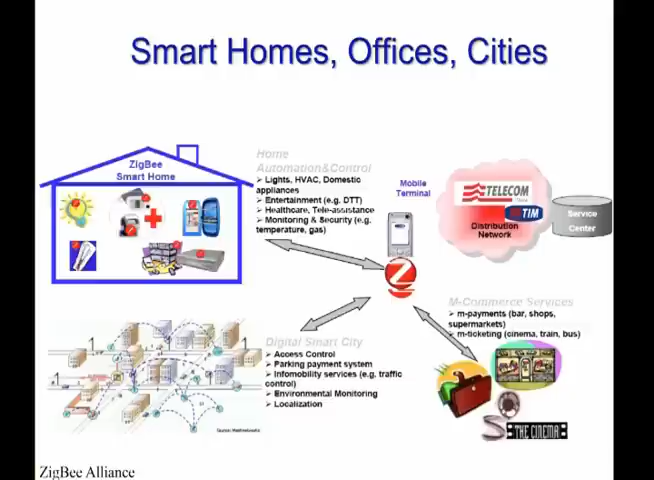 Smart Homes, Offices, Cities
ZigBee
Smart Home
Home
Automation&Control
➢ Lights, HVAC, Domestic
appliances
➢ Entertainment (e.g. DTT)
➢ Healthcare, Tele-assistance
➢ Monitoring & Security (e.g.
temperature, gas)
Mobile
Terminal
TELECOM
TIM
Distribution
Network
Service
Center
M-Commerce Services
➢ m-payments (bar, shops,
supermarkets)
➢ m-ticketing (cinema, train, bus)
Digital Smart City
➢ Access Control
➢ Parking payment system
➢ Infomobility services (e.g. traffic
control)
➢ Environmental Monitoring
➢ Localization
THE CINEMA
ZigBee Alliance